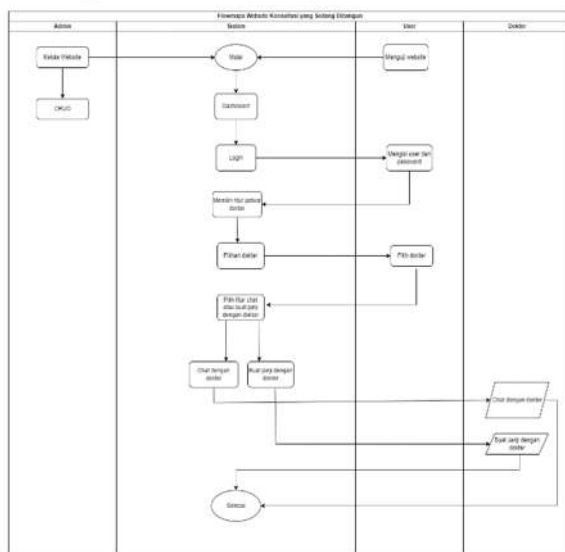 Flowmaps Website Konsultasi yang Sedang Dibangun
Admin
Sistem
User
Dokter
Kelola Website
Mulai
Menguji website
CRUD
Dashboard
Login
Mengisi user dan
password
Memilih fitur
dokter
Pilihan dokter
Pilih dokter
Pilih fitur chat
atau buat janji
dengan dokter
Chat dengan
dokter
Buat janji dengan
dokter
Chat dengan dokter
Buat janji dengan
dokter
Selesai